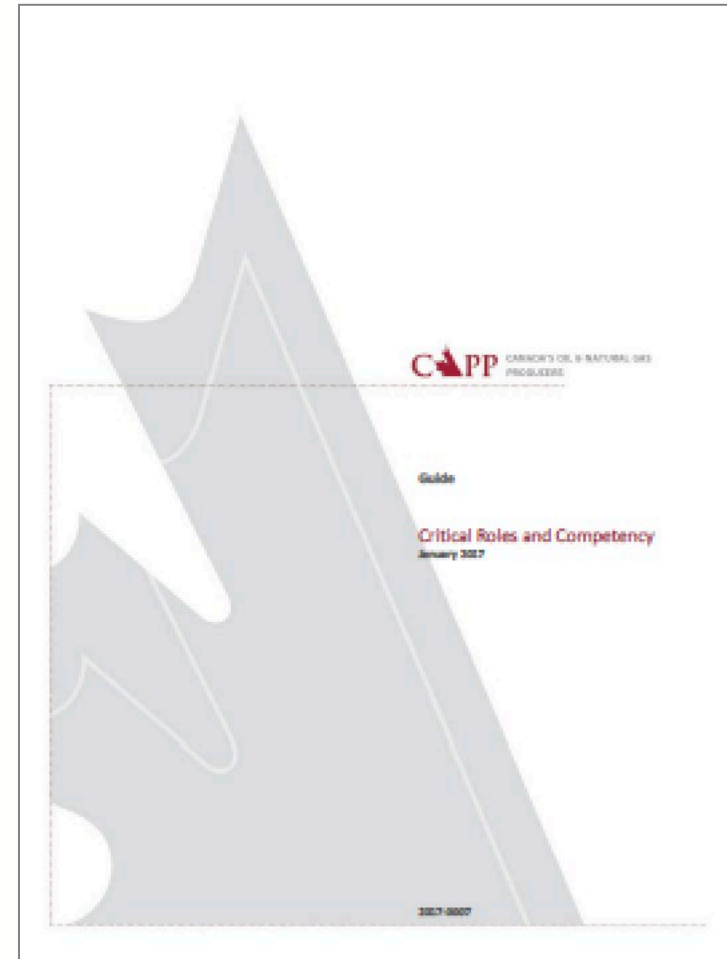 CAPP CANADA'S OIL & NATURAL GAS
PRODUCERS
Guide
Critical Roles and Competency
January 2017
2017-0007